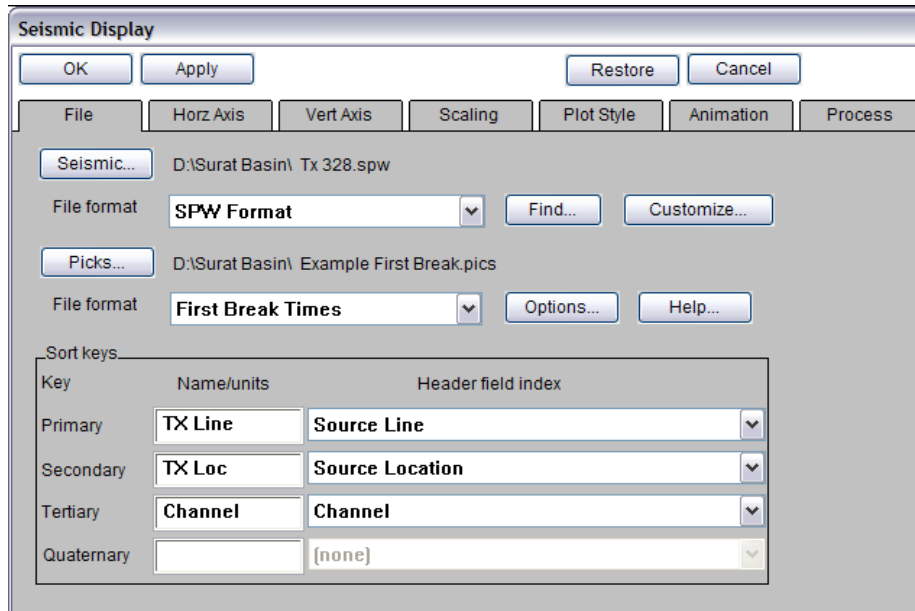 Seismic Display
OK Apply Restore Cancel
File Horz Axis Vert Axis Scaling Plot Style Animation Process
Seismic... D:\Surat Basin\ Tx 328.spw
File format SPW Format Find... Customize...
Picks... D:\Surat Basin\ Example First Break.pics
File format First Break Times Options... Help...
Sort keys
Key Name/units Header field index
Primary TX Line Source Line
Secondary TX Loc Source Location
Tertiary Channel Channel
Quaternary (none)